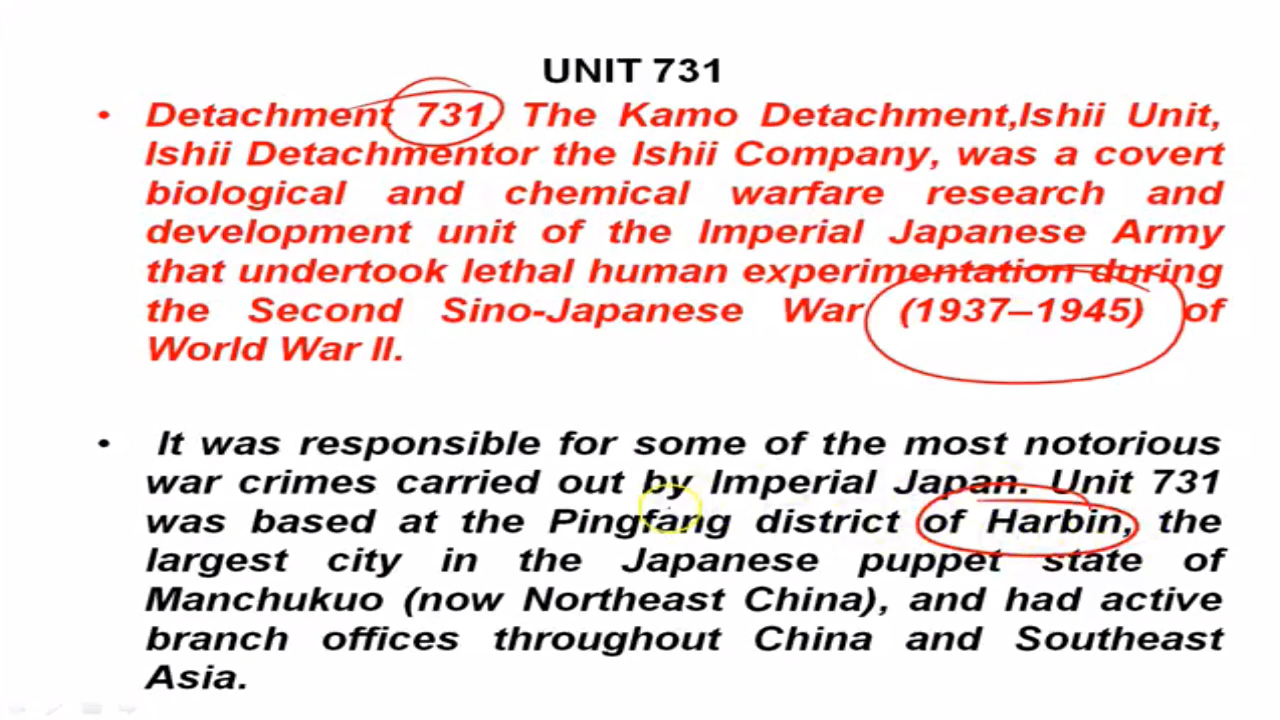 UNIT 731
• Detachment 731, The Kamo Detachment,Ishii Unit,
Ishii Detachmentor the Ishii Company, was a covert
biological and chemical warfare research and
development unit of the Imperial Japanese Army
that undertook lethal human experimentation during
the Second Sino-Japanese War (1937–1945) of
World War II.
• It was responsible for some of the most notorious
war crimes carried out by Imperial Japan. Unit 731
was based at the Pingfang district of Harbin, the
largest city in the Japanese puppet state of
Manchukuo (now Northeast China), and had active
branch offices throughout China and Southeast
Asia.